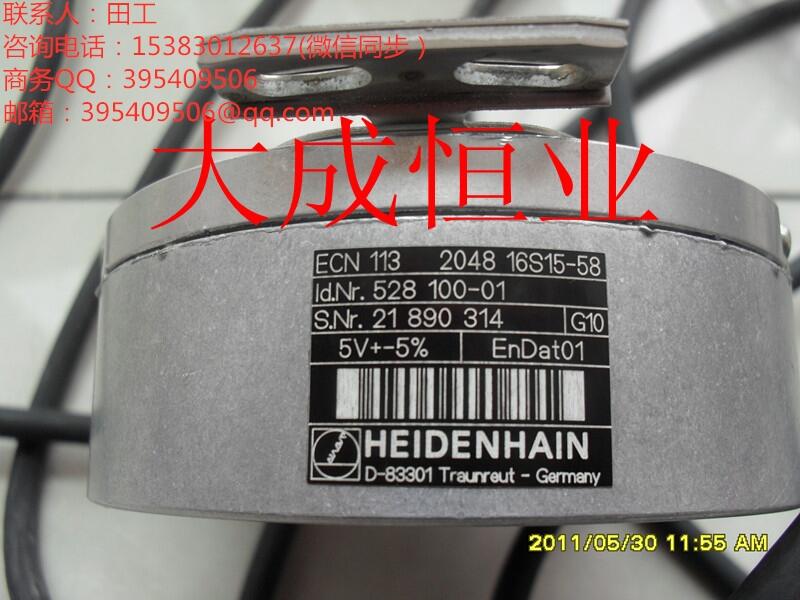 联系人：田工
咨询电话：15383012637(微信同步）
商务QQ：395409506
邮箱：395409506@qq.com
大成恒业
ECN 113 2048 16S15-58
Id.Nr. 528 100-01
S.Nr. 21 890 314 G10
5V+-5% EnDat01
HEIDENHAIN
D-83301 Traunreut - Germany
2011/05/30 11:55 AM